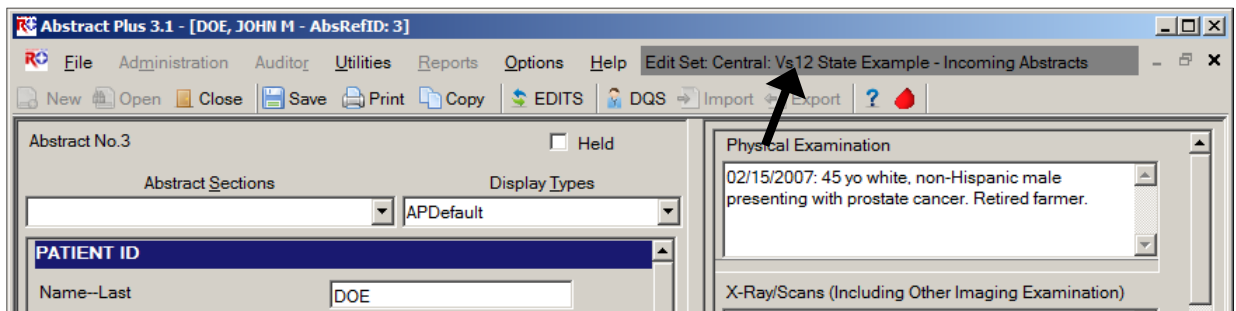 Abstract Plus 3.1 - [DOE, JOHN M - AbsRefID: 3]
File Administration Auditor Utilities Reports Options Help Edit Set: Central: Vs12 State Example - Incoming Abstracts
New Open Close Save Print Copy EDITS DQS Import Export ?
Abstract No.3
Held
Abstract Sections
Display Types
APDefault
PATIENT ID
Name--Last
DOE
Physical Examination
02/15/2007: 45 yo white, non-Hispanic male
presenting with prostate cancer. Retired farmer.
X-Ray/Scans (Including Other Imaging Examination)